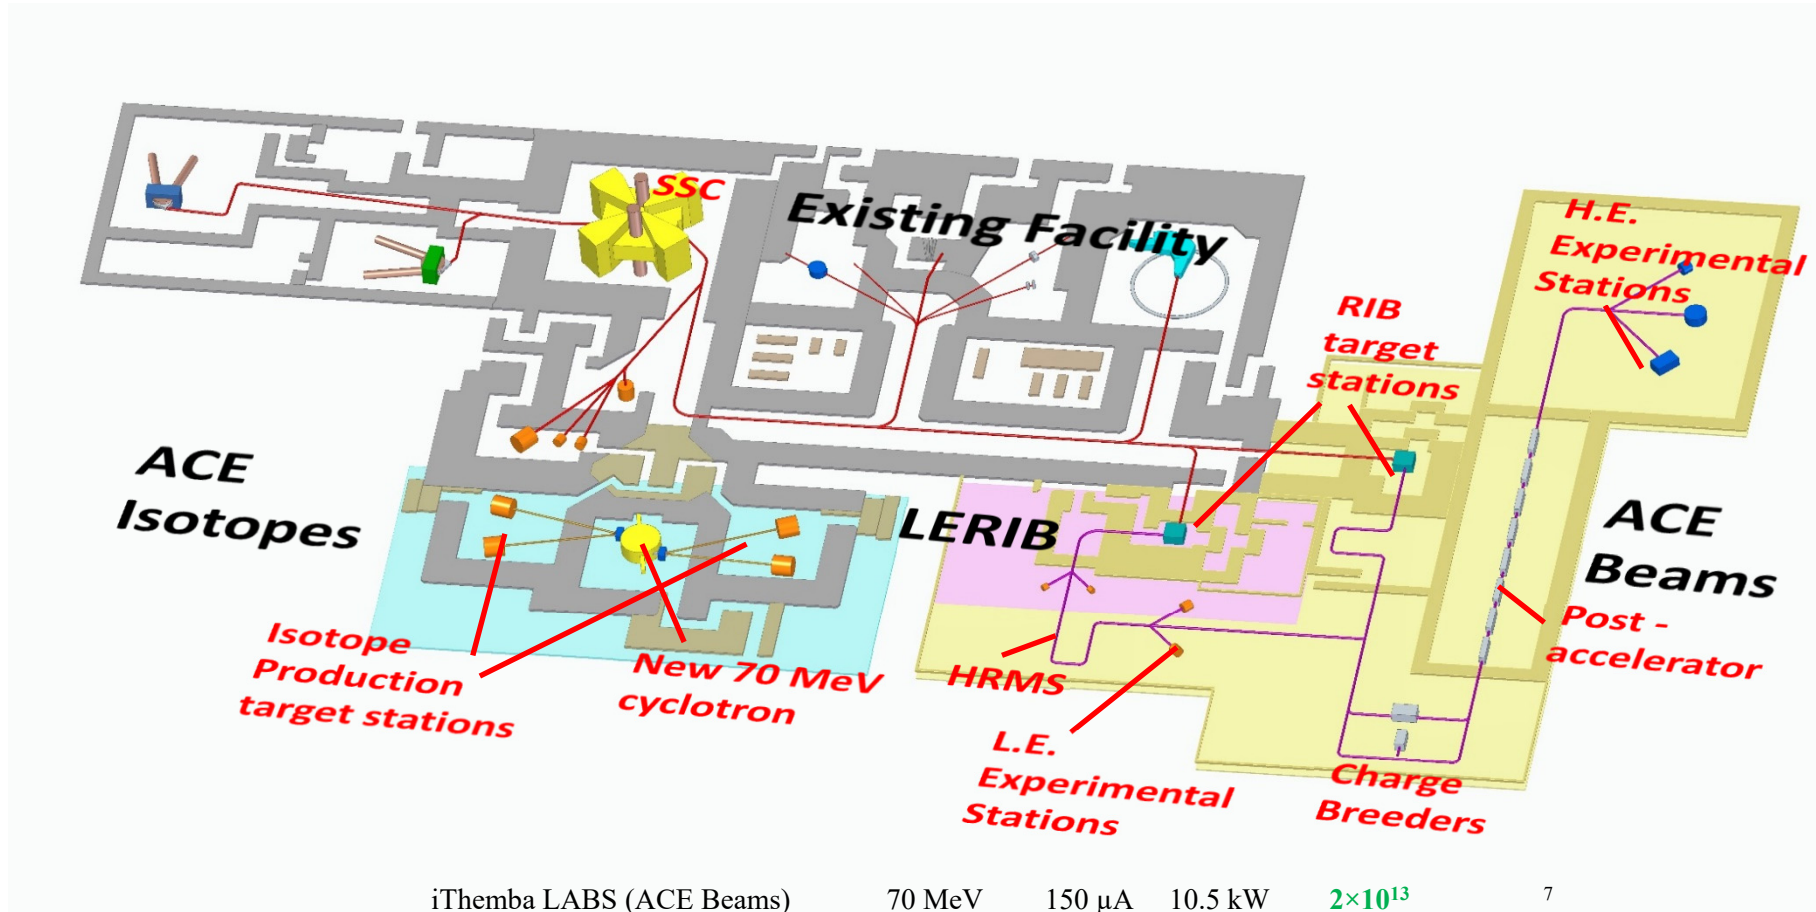 SSC
Existing Facility
H.E.
Experimental
Stations
RIB
target
stations
ACE
Isotopes
LERIB
ACE
Beams
Isotope
Production
target stations
New 70 MeV
cyclotron
HRMS
Post -
accelerator
L.E.
Experimental
Stations
Charge
Breeders
iThemba LABS (ACE Beams) 70 MeV 150 µA 10.5 kW 2×10¹³ 7